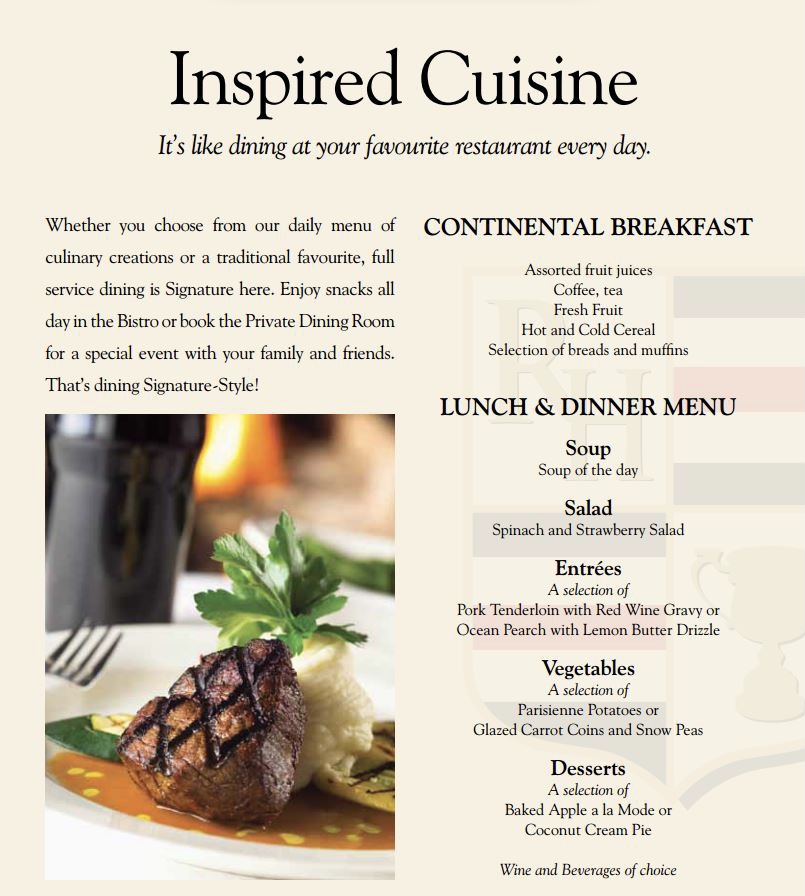 Inspired Cuisine
It's like dining at your favourite restaurant every day.
Whether you choose from our daily menu of
culinary creations or a traditional favourite, full
service dining is Signature here. Enjoy snacks all
day in the Bistro or book the Private Dining Room
for a special event with your family and friends.
That's dining Signature-Style!
CONTINENTAL BREAKFAST
Assorted fruit juices
Coffee, tea
Fresh Fruit
Hot and Cold Cereal
Selection of breads and muffins
LUNCH & DINNER MENU
Soup
Soup of the day
Salad
Spinach and Strawberry Salad
Entrées
A selection of
Pork Tenderloin with Red Wine Gravy or
Ocean Pearch with Lemon Butter Drizzle
Vegetables
A selection of
Parisienne Potatoes or
Glazed Carrot Coins and Snow Peas
Desserts
A selection of
Baked Apple a la Mode or
Coconut Cream Pie
Wine and Beverages of choice
RH